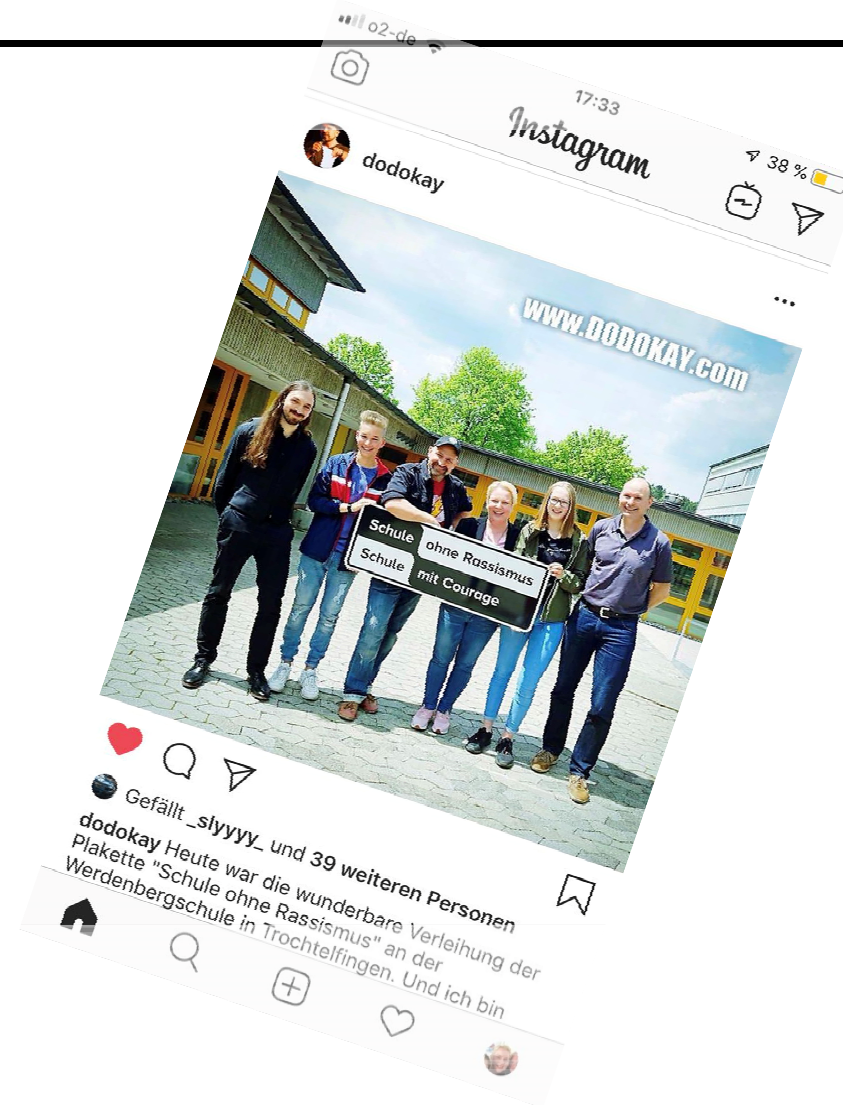 o2-de
17:33
38 %
Instagram
dodokay
www.DODOKAY.com
Schule ohne Rassismus
Schule mit Courage
Gefällt _slyyyy_ und 39 weiteren Personen
dodokay Heute war die wunderbare Verleihung der
Plakette "Schule ohne Rassismus" an der
Werdenbergschule in Trochtelfingen. Und ich bin